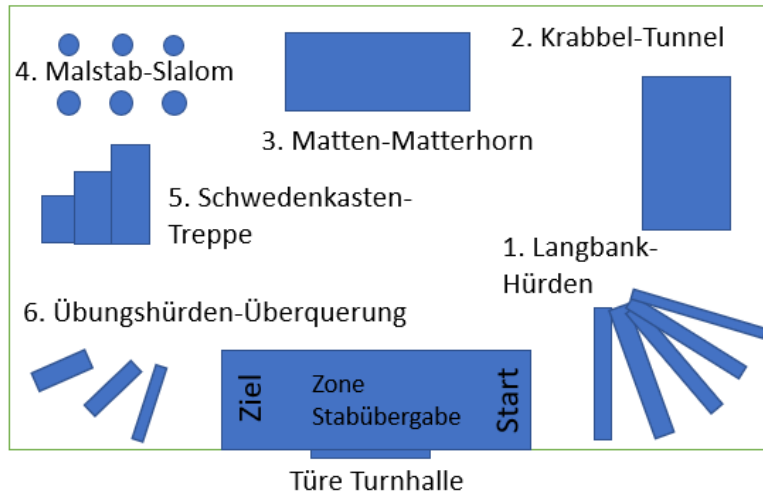 2. Krabbel-Tunnel
4. Malstab-Slalom
3. Matten-Matterhorn
5. Schwedenkasten-
Treppe
1. Langbank-
Hürden
6. Übungshürden-Überquerung
Ziel
Zone
Stabübergabe
Start
Türe Turnhalle